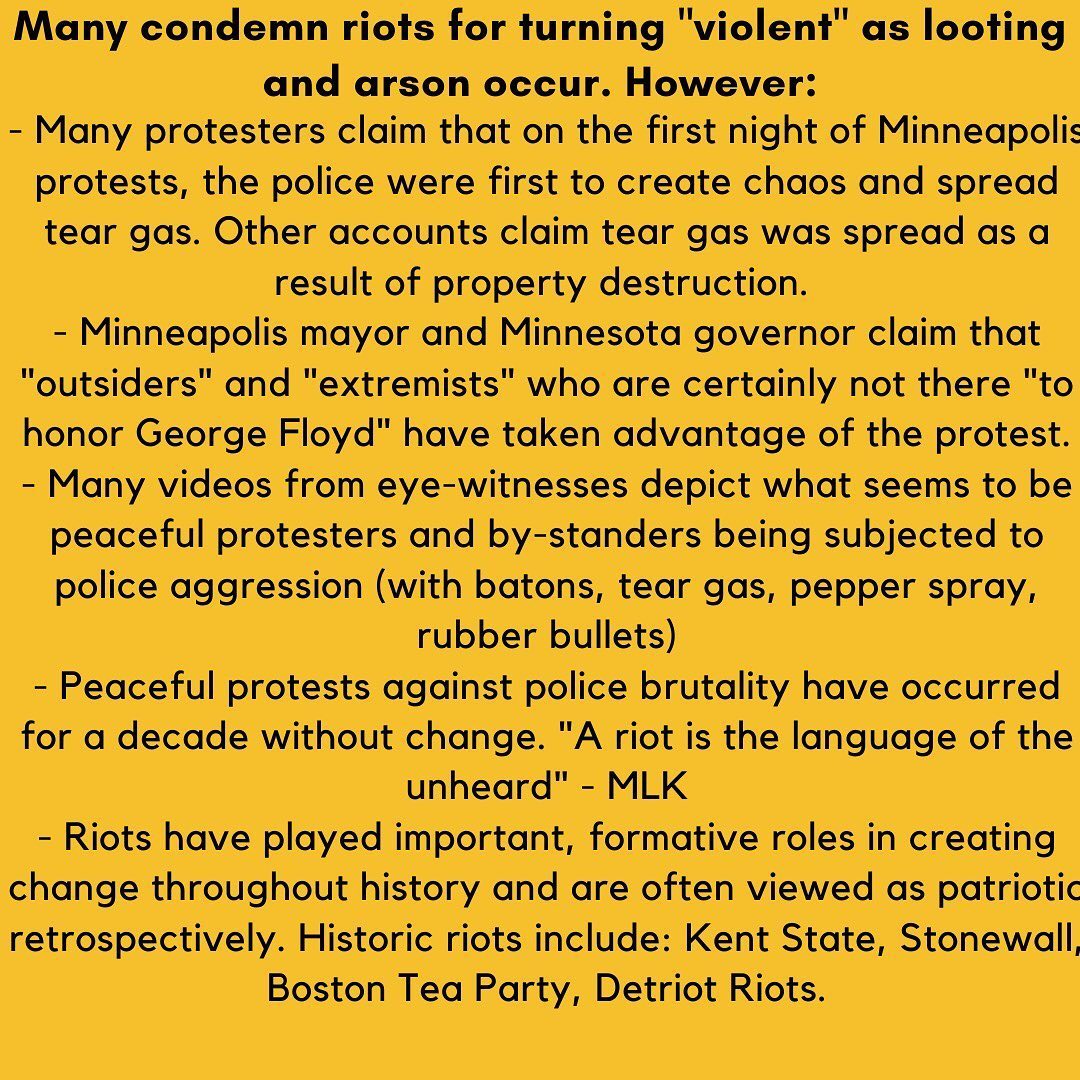 Many condemn riots for turning "violent" as looting
and arson occur. However:
- Many protesters claim that on the first night of Minneapolis
protests, the police were first to create chaos and spread
tear gas. Other accounts claim tear gas was spread as a
result of property destruction.
- Minneapolis mayor and Minnesota governor claim that
"outsiders" and "extremists" who are certainly not there "to
honor George Floyd" have taken advantage of the protest.
- Many videos from eye-witnesses depict what seems to be
peaceful protesters and by-standers being subjected to
police aggression (with batons, tear gas, pepper spray,
rubber bullets)
- Peaceful protests against police brutality have occurred
for a decade without change. "A riot is the language of the
unheard" - MLK
- Riots have played important, formative roles in creating
change throughout history and are often viewed as patriotic
retrospectively. Historic riots include: Kent State, Stonewall,
Boston Tea Party, Detriot Riots.